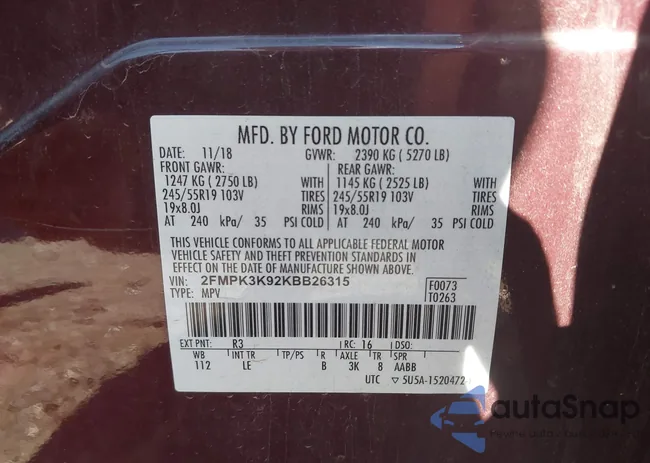 MFD. BY FORD MOTOR CO.
DATE: 11/18 GVWR: 2390 KG ( 5270 LB)
FRONT GAWR: REAR GAWR:
1247 KG ( 2750 LB) WITH 1145 KG ( 2525 LB) WITH
245/55R19 103V TIRES 245/55R19 103V TIRES
19x8.0J RIMS 19x8.0J RIMS
AT 240 kPa/ 35 PSI COLD AT 240 kPa/ 35 PSI COLD
THIS VEHICLE CONFORMS TO ALL APPLICABLE FEDERAL MOTOR
VEHICLE SAFETY AND THEFT PREVENTION STANDARDS IN
EFFECT ON THE DATE OF MANUFACTURE SHOWN ABOVE.
VIN: 2FMPK3K92KBB26315 F0073
TYPE: MPV T0263
EXT PNT: R3 RC: 16 DSO:
WB INT TR TP/PS R AXLE TR SPR
112 LE B 3K 8 AABB
UTC ▽ 5U5A-1520472
autaSnap